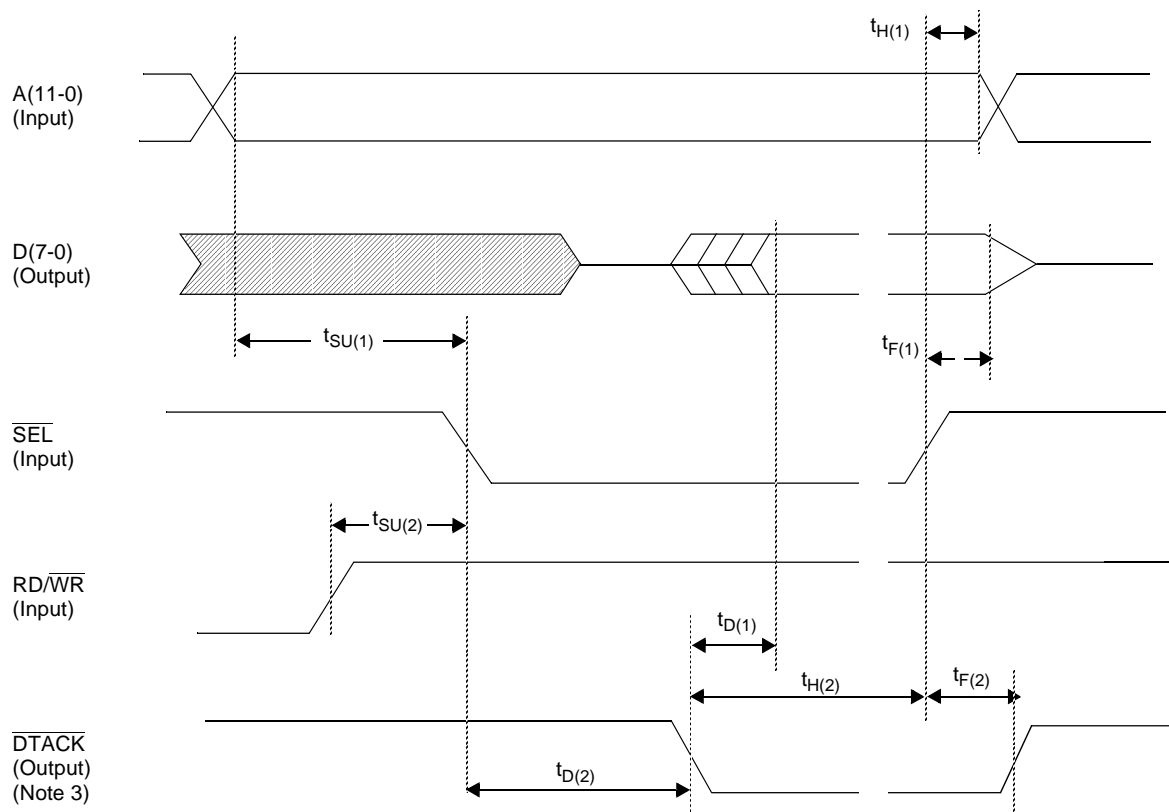 tH(1)
A(11-0)
(Input)
D(7-0)
(Output)
tSU(1)
tF(1)
SEL
(Input)
tSU(2)
RD/WR
(Input)
tD(1)
tH(2)
tF(2)
DTACK
(Output)
(Note 3)
tD(2)